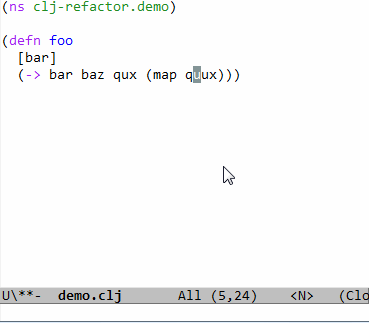 (ns clj-refactor.demo)
(defn foo
  [bar]
  (-> bar baz qux (map quux)))
U\**-  demo.clj       All (5,24)    <N>   (Clo